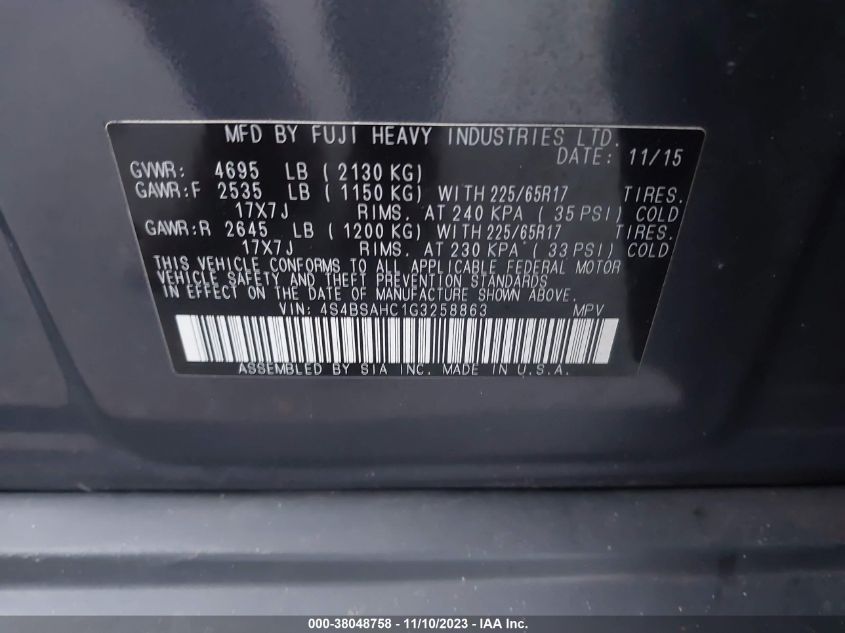 MFD BY FUJI HEAVY INDUSTRIES LTD.
DATE: 11/15
GVWR: 4695 LB ( 2130 KG)
GAWR:F 2535 LB ( 1150 KG) WITH 225/65R17 TIRES.
17X7J RIMS. AT 240 KPA ( 35 PSI) COLD
GAWR:R 2645 LB ( 1200 KG) WITH 225/65R17 TIRES.
17X7J RIMS. AT 230 KPA ( 33 PSI) COLD
THIS VEHICLE CONFORMS TO ALL APPLICABLE FEDERAL MOTOR
VEHICLE SAFETY AND THEFT PREVENTION STANDARDS
IN EFFECT ON THE DATE OF MANUFACTURE SHOWN ABOVE.
VIN: 4S4BSAHC1G3258863 MPV
ASSEMBLED BY SIA INC. MADE IN U.S.A.
000-38048758 - 11/10/2023 - IAA Inc.